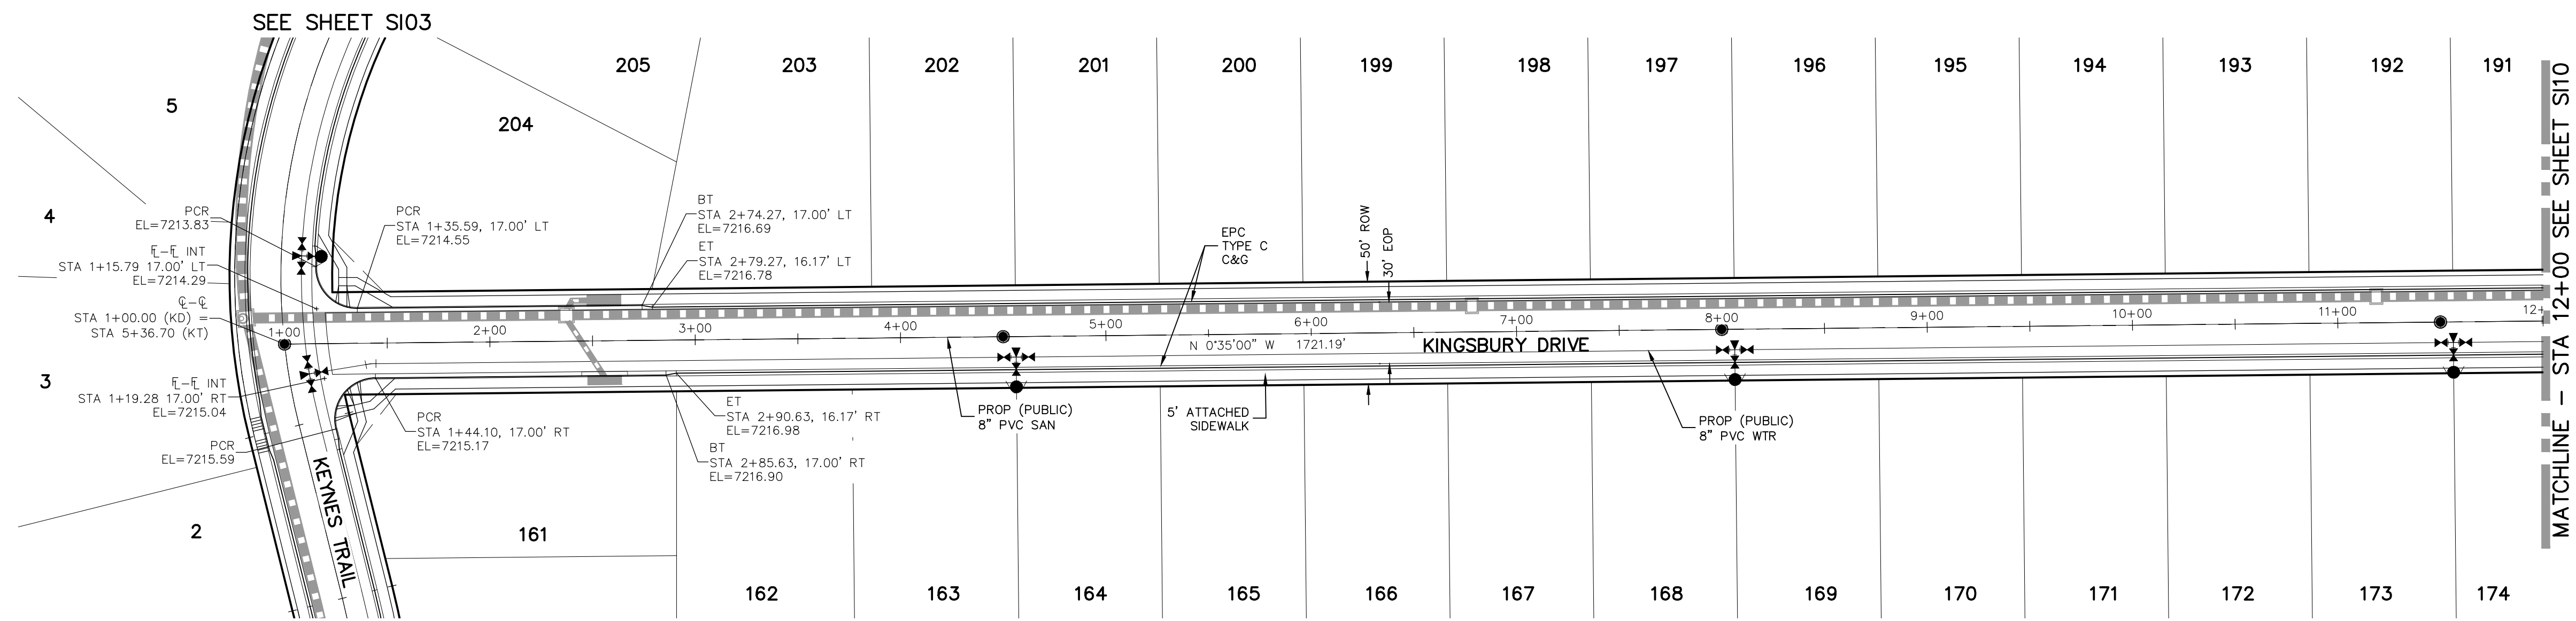 SEE SHEET SI03
5
204
205
203
202
201
200
199
198
197
196
195
194
193
192
191
4
PCR
EL=7213.83
℄-℄ INT
STA 1+15.79 17.00' LT
EL=7214.29
℄-℄
STA 1+00.00 (KD) =
STA 5+36.70 (KT)
PCR
STA 1+35.59, 17.00' LT
EL=7214.55
BT
STA 2+74.27, 17.00' LT
EL=7216.69
ET
STA 2+79.27, 16.17' LT
EL=7216.78
EPC
TYPE C
C&G
50' ROW
30' EOP
1+00
2+00
3+00
4+00
5+00
6+00
7+00
8+00
9+00
10+00
11+00
12+
N 0°35'00" W 1721.19'
KINGSBURY DRIVE
3
℄-℄ INT
STA 1+19.28 17.00' RT
EL=7215.04
PCR
EL=7215.59
PCR
STA 1+44.10, 17.00' RT
EL=7215.17
ET
STA 2+90.63, 16.17' RT
EL=7216.98
BT
STA 2+85.63, 17.00' RT
EL=7216.90
PROP (PUBLIC)
8" PVC SAN
5' ATTACHED
SIDEWALK
PROP (PUBLIC)
8" PVC WTR
KEYNES TRAIL
2
161
162
163
164
165
166
167
168
169
170
171
172
173
174
MATCHLINE - STA 12+00 SEE SHEET SI10